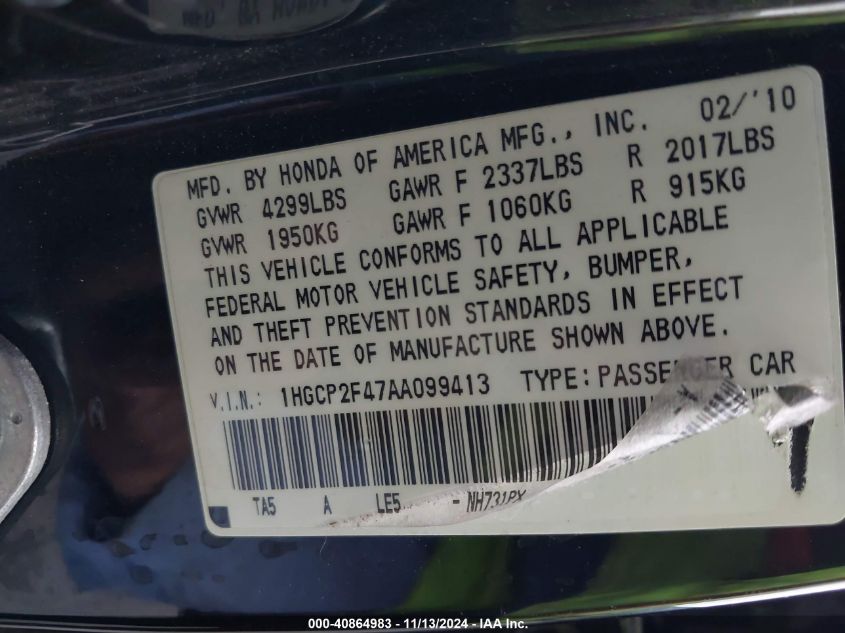 MFD. BY HONDA OF AMERICA MFG., INC. 02/'10
GVWR 4299LBS GAWR F 2337LBS R 2017LBS
GVWR 1950KG GAWR F 1060KG R 915KG
THIS VEHICLE CONFORMS TO ALL APPLICABLE
FEDERAL MOTOR VEHICLE SAFETY, BUMPER,
AND THEFT PREVENTION STANDARDS IN EFFECT
ON THE DATE OF MANUFACTURE SHOWN ABOVE.
V.I.N.: 1HGCP2F47AA099413 TYPE: PASSENGER CAR
TA5 A LE5 - NH731PX
000-40864983 - 11/13/2024 - IAA Inc.